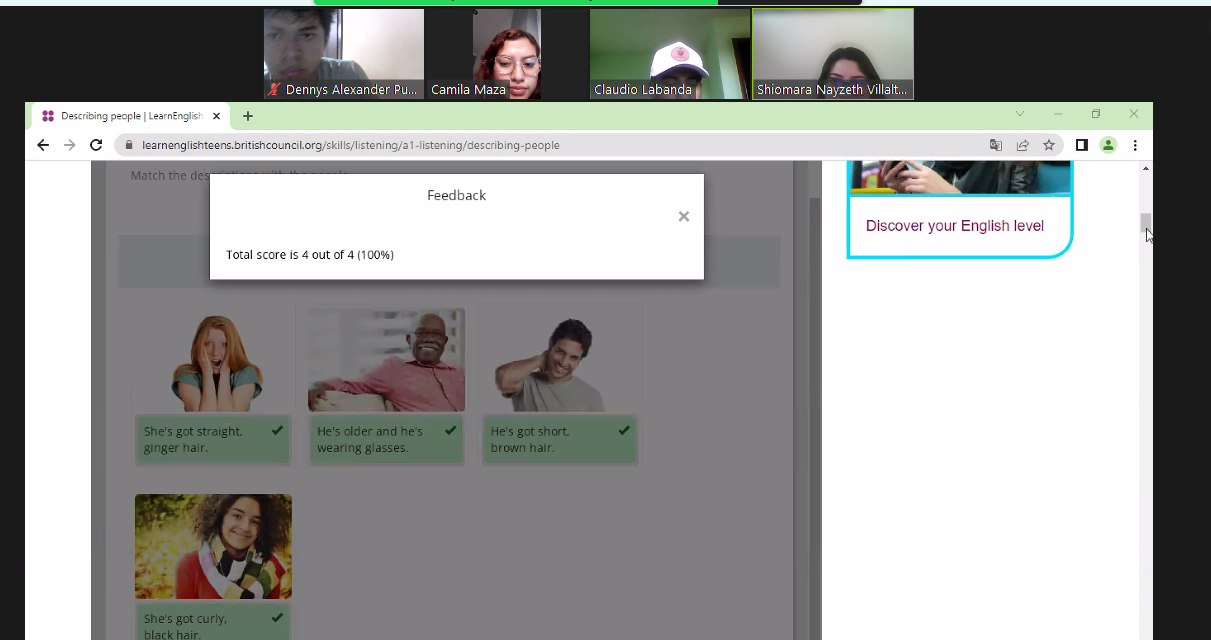 Dennys Alexander Pu...
Camila Maza
Claudio Labanda
Shiomara Nayzeth Villalt...
Describing people | LearnEnglish
learnenglishteens.britishcouncil.org/skills/listening/a1-listening/describing-people
Match the descriptions with the people.
Feedback
Total score is 4 out of 4 (100%)
Discover your English level
She's got straight,
ginger hair.
He's older and he's
wearing glasses.
He's got short,
brown hair.
She's got curly,
black hair.